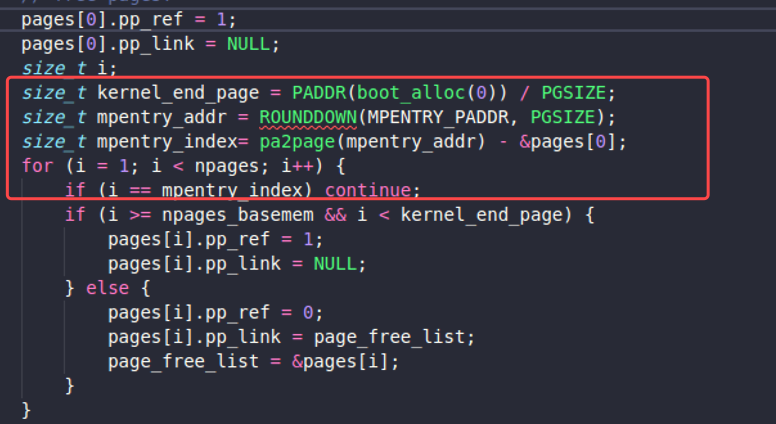 pages[0].pp_ref = 1;
pages[0].pp_link = NULL;
size_t i;
size_t kernel_end_page = PADDR(boot_alloc(0)) / PGSIZE;
size_t mpentry_addr = ROUNDDOWN(MPENTRY_PADDR, PGSIZE);
size_t mpentry_index= pa2page(mpentry_addr) - &pages[0];
for (i = 1; i < npages; i++) {
    if (i == mpentry_index) continue;
    if (i >= npages_basemem && i < kernel_end_page) {
        pages[i].pp_ref = 1;
        pages[i].pp_link = NULL;
    } else {
        pages[i].pp_ref = 0;
        pages[i].pp_link = page_free_list;
        page_free_list = &pages[i];
    }
}